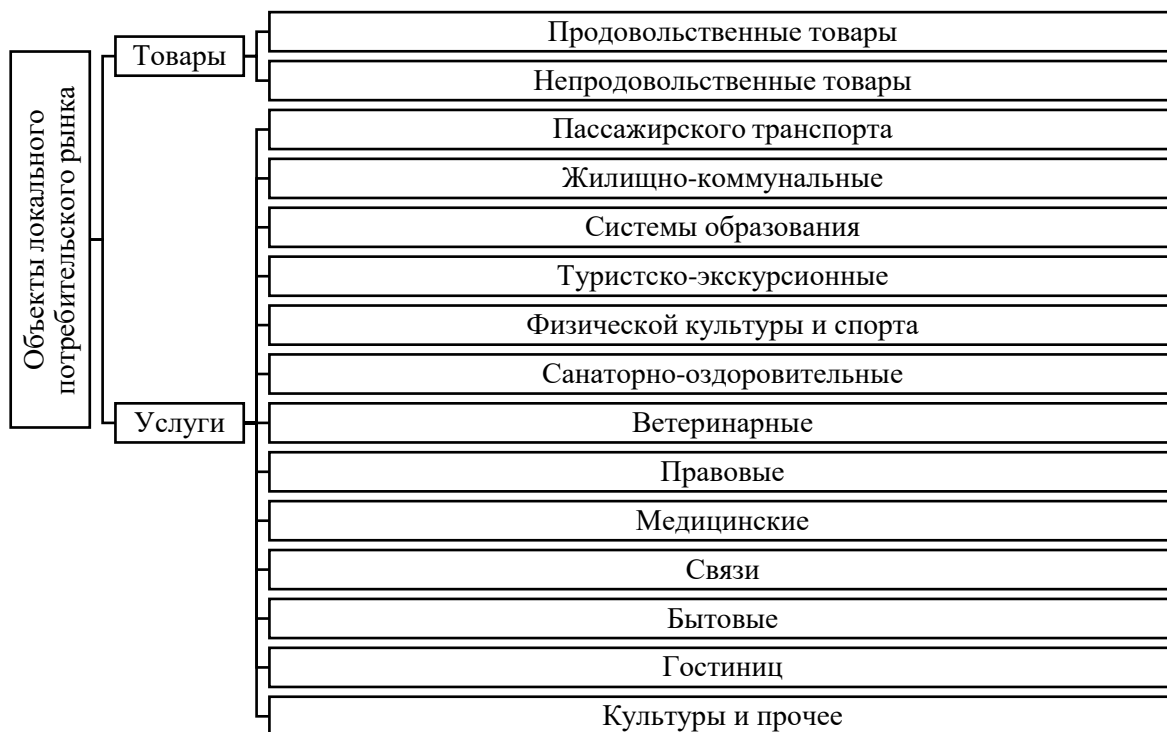 Объекты локального
потребительского рынка
Товары
Продовольственные товары
Непродовольственные товары
Услуги
Пассажирского транспорта
Жилищно-коммунальные
Системы образования
Туристско-экскурсионные
Физической культуры и спорта
Санаторно-оздоровительные
Ветеринарные
Правовые
Медицинские
Связи
Бытовые
Гостиниц
Культуры и прочее